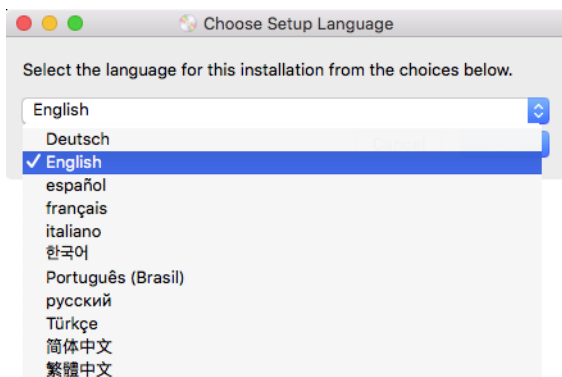 Choose Setup Language
Select the language for this installation from the choices below.
English
Deutsch
✓ English
español
français
italiano
한국어
Português (Brasil)
русский
Türkçe
简体中文
繁體中文